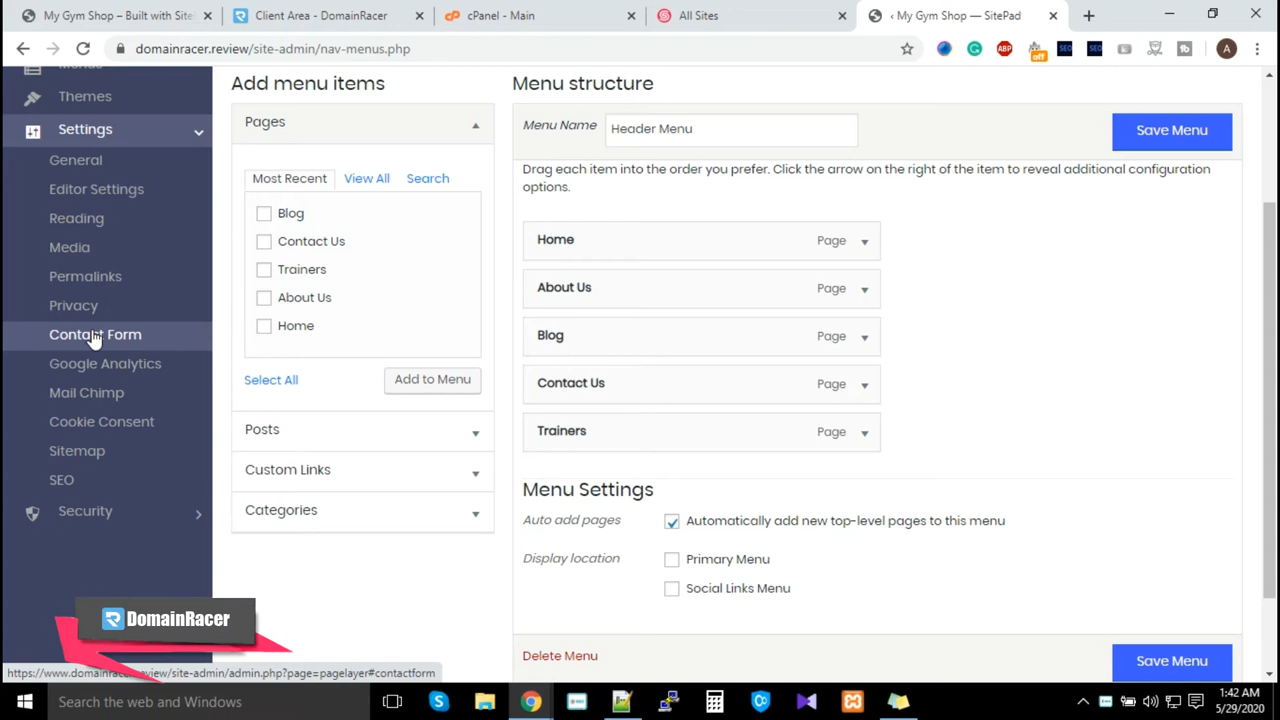 My Gym Shop – Built with Site
Client Area - DomainRacer
cPanel - Main
All Sites
‹ My Gym Shop — SitePad
domainracer.review/site-admin/nav-menus.php
ABP
off
SEO
SEO
A
Menus
Themes
Settings
General
Editor Settings
Reading
Media
Permalinks
Privacy
Contact Form
Google Analytics
Mail Chimp
Cookie Consent
Sitemap
SEO
Security
Add menu items
Pages
Most Recent
View All
Search
Blog
Contact Us
Trainers
About Us
Home
Select All
Add to Menu
Posts
Custom Links
Categories
Menu structure
Menu Name
Header Menu
Save Menu
Drag each item into the order you prefer. Click the arrow on the right of the item to reveal additional configuration
options.
Home Page
About Us Page
Blog Page
Contact Us Page
Trainers Page
Menu Settings
Auto add pages
Automatically add new top-level pages to this menu
Display location
Primary Menu
Social Links Menu
Delete Menu
Save Menu
DomainRacer
https://www.domainracer.review/site-admin/admin.php?page=pagelayer#contactform
Search the web and Windows
1:42 AM
5/29/2020